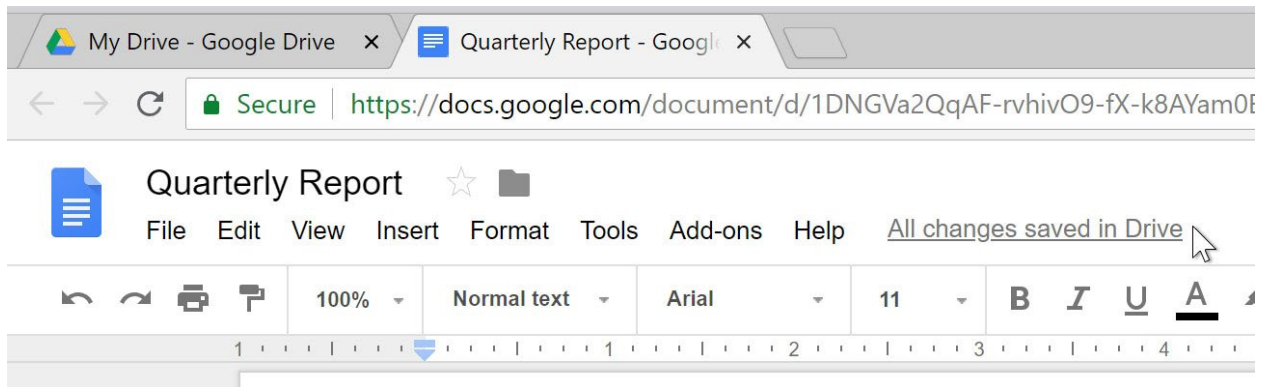 My Drive - Google Drive Quarterly Report - Googl
Secure https://docs.google.com/document/d/1DNGVa2QqAF-rvhivO9-fX-k8AYam0
Quarterly Report
File Edit View Insert Format Tools Add-ons Help All changes saved in Drive
100% Normal text Arial 11 B I U A
1 1 2 3 4